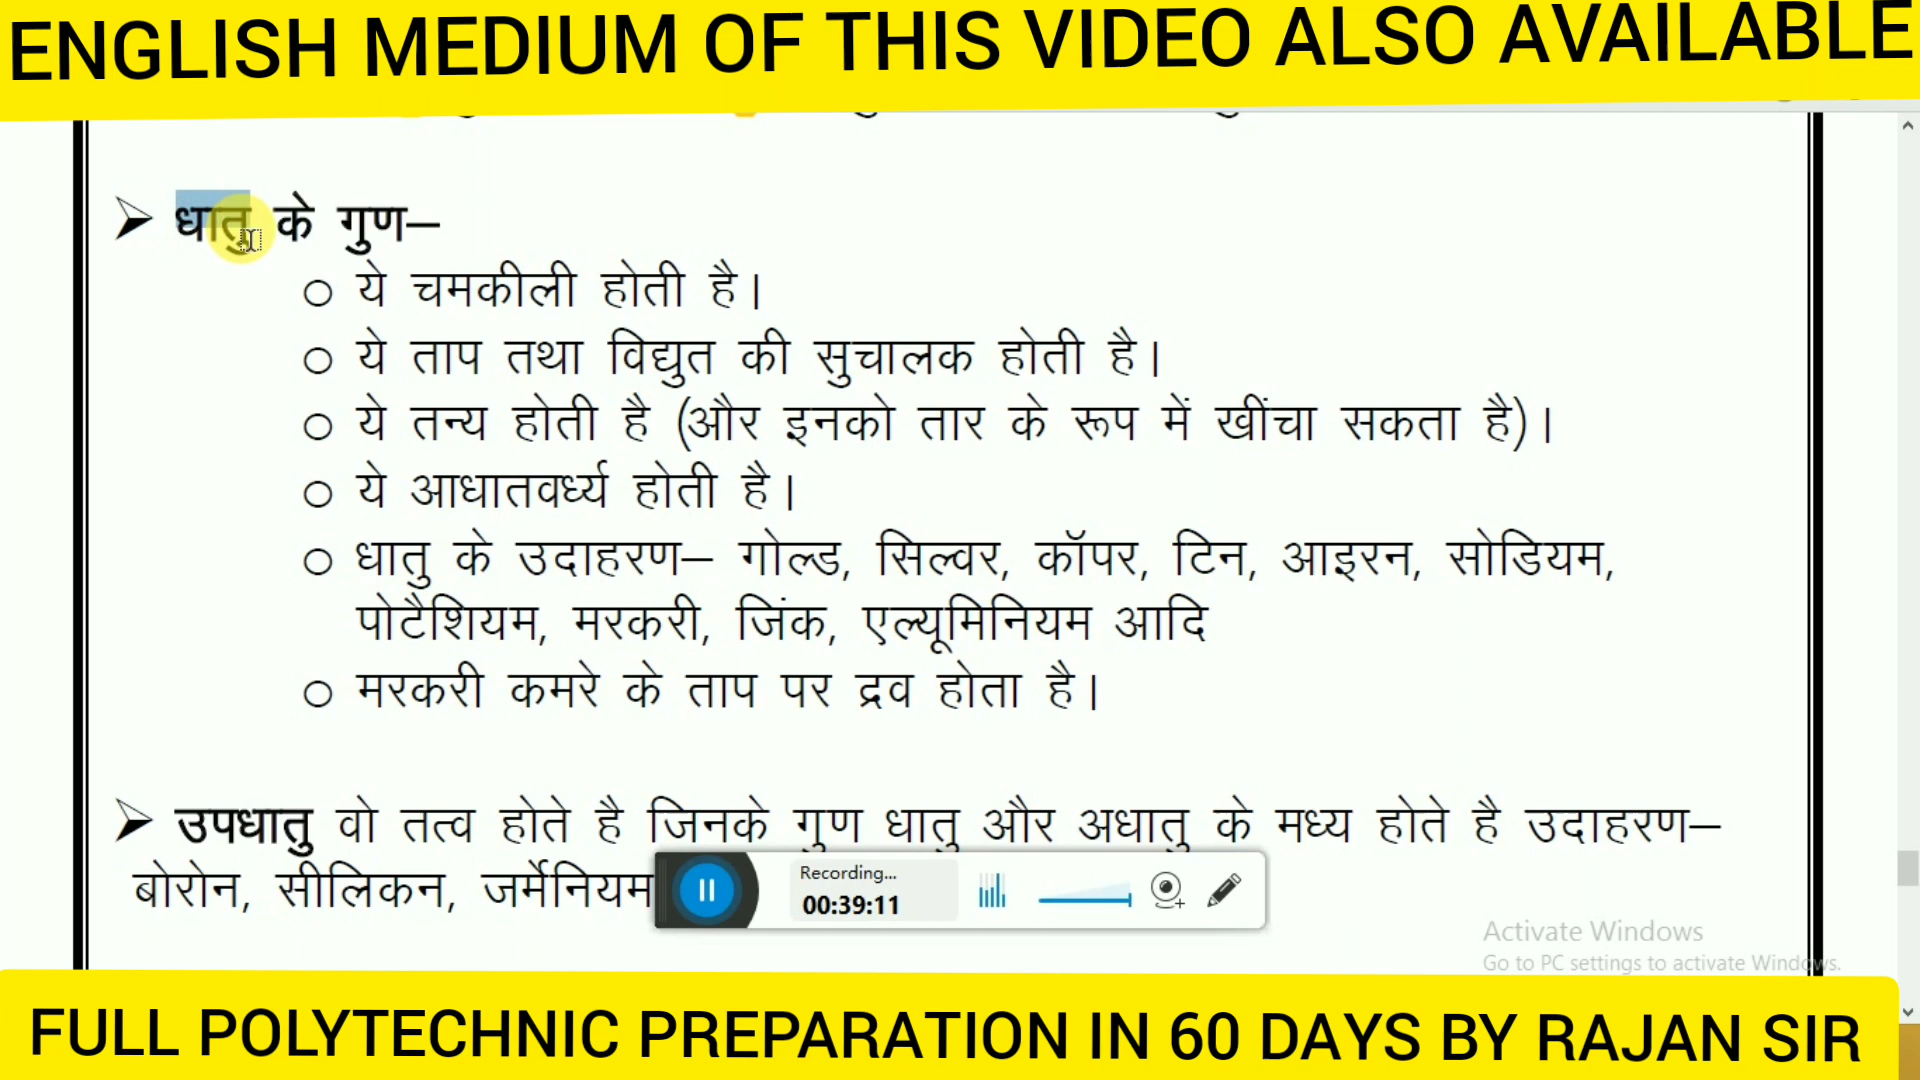 ENGLISH MEDIUM OF THIS VIDEO ALSO AVAILABLE
धातु के गुण–
ये चमकीली होती है।
ये ताप तथा विद्युत की सुचालक होती है।
ये तन्य होती है (और इनको तार के रूप में खींचा सकता है)।
ये आधातवर्ध्य होती है।
धातु के उदाहरण– गोल्ड, सिल्वर, कॉपर, टिन, आइरन, सोडियम,
पोटैशियम, मरकरी, जिंक, एल्यूमिनियम आदि
मरकरी कमरे के ताप पर द्रव होता है।
उपधातु वो तत्व होते है जिनके गुण धातु और अधातु के मध्य होते है उदाहरण–
बोरोन, सीलिकन, जर्मेनियम
Recording...
00:39:11
Activate Windows
Go to PC settings to activate Windows.
FULL POLYTECHNIC PREPARATION IN 60 DAYS BY RAJAN SIR